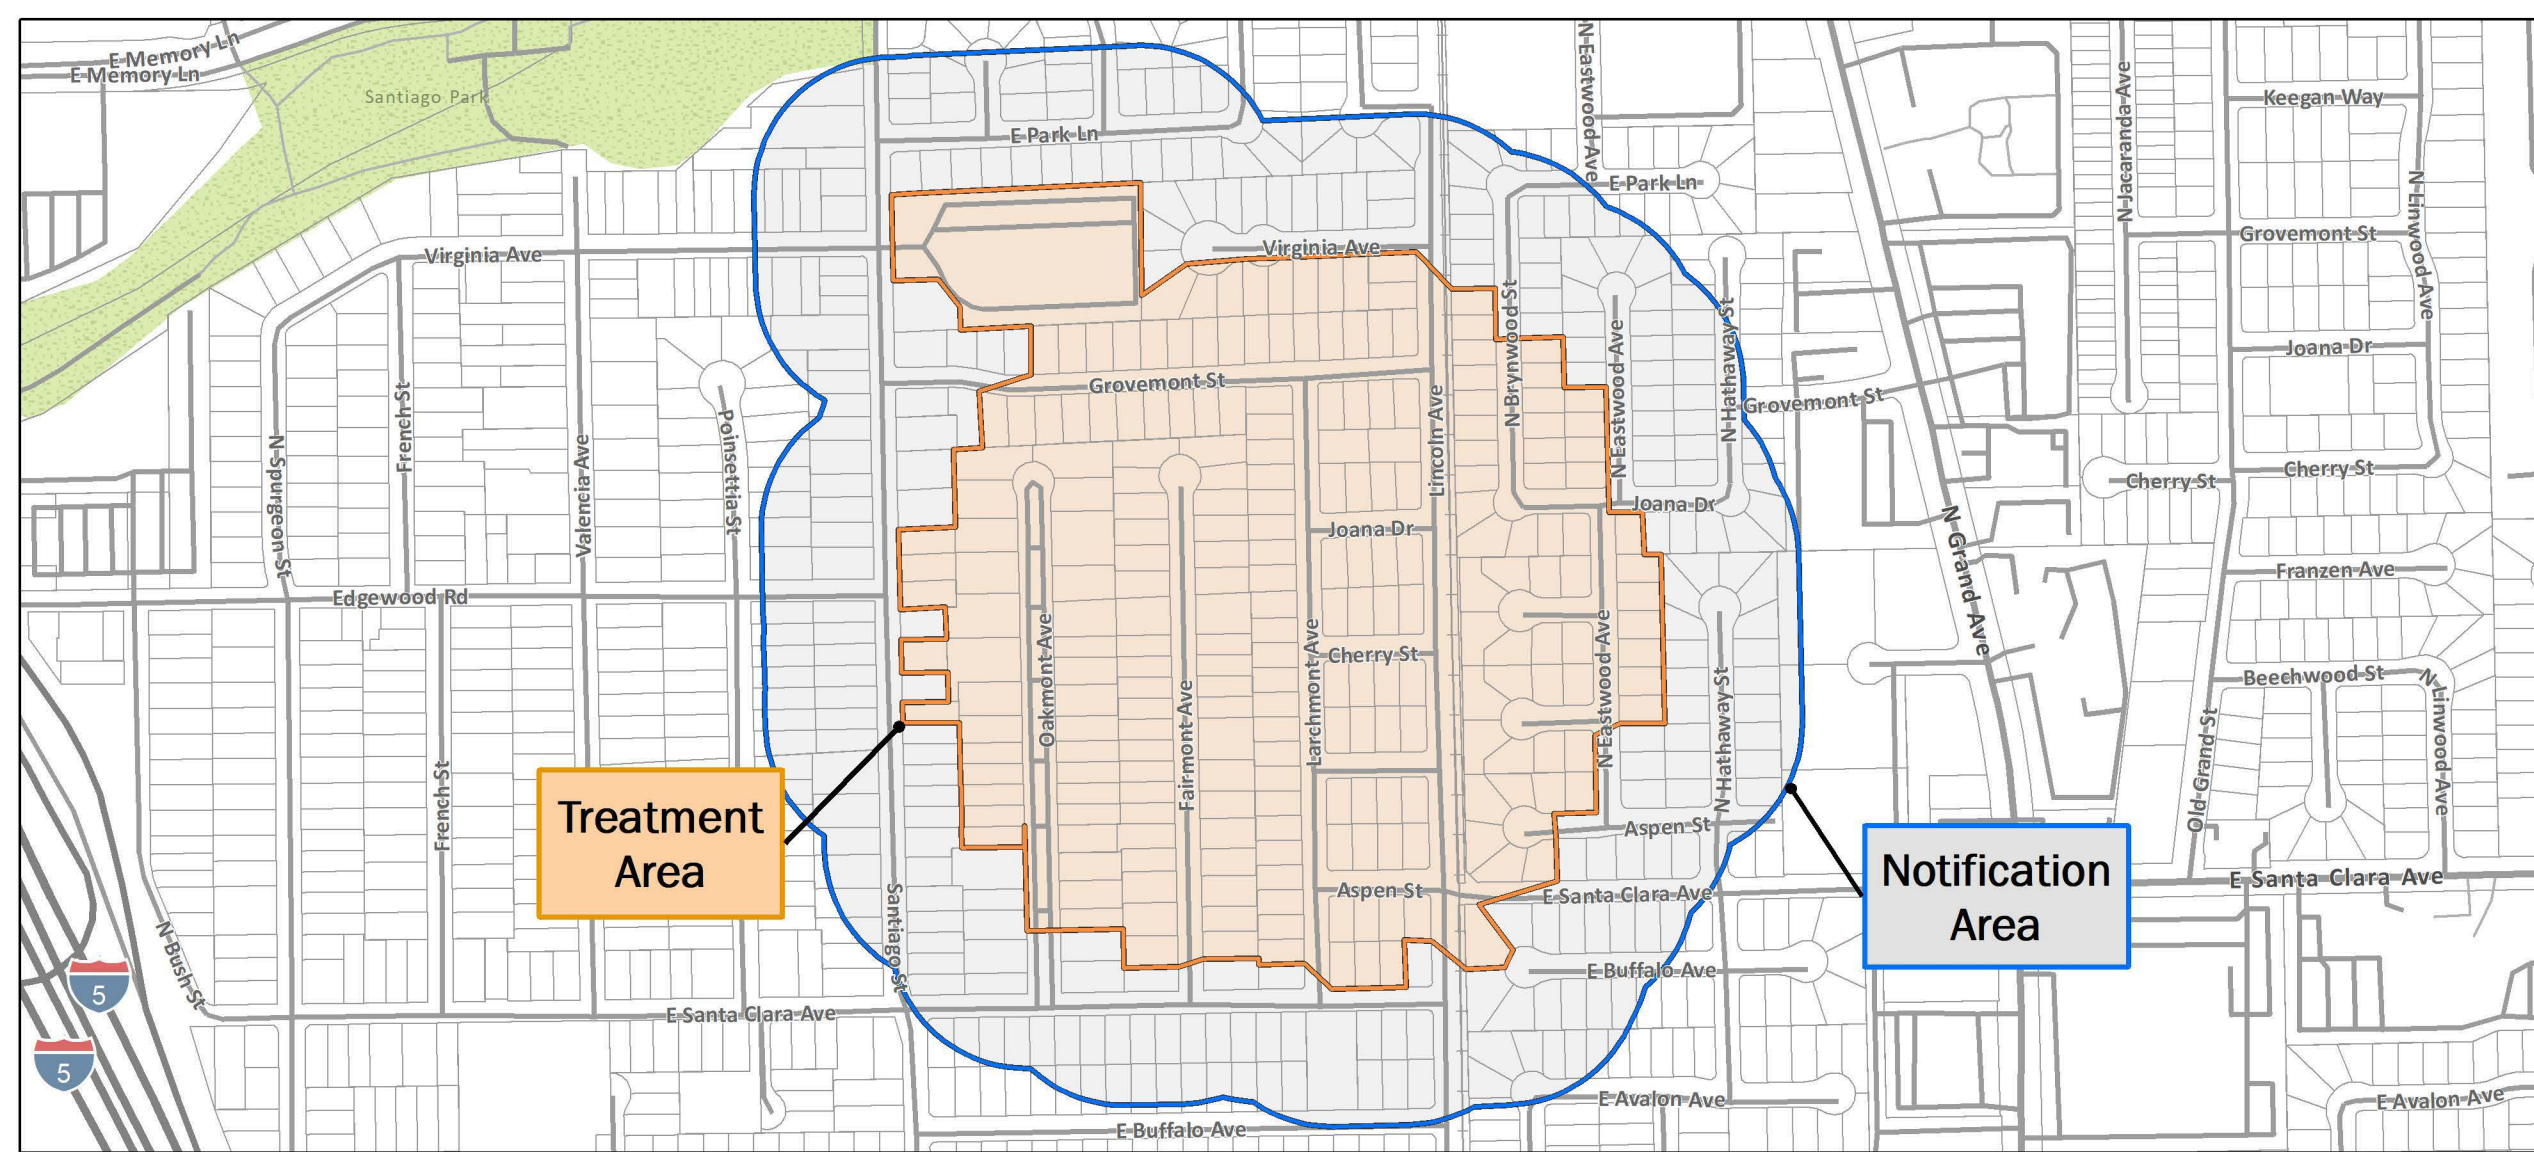 E Memory Ln
E Memory Ln
Santiago Park
E Park Ln
N Eastwood Ave
E Park Ln
N Jacaranda Ave
Keegan Way
N Linwood Ave
Grovemont St
Virginia Ave
Virginia Ave
Joana Dr
N Brynwood St
N Eastwood Ave
N Hathaway St
Grovemont St
Grovemont St
French St
Poinsettia St
Valencia Ave
N Spurgeon St
Lincoln Ave
Cherry St
Cherry St
Joana Dr
Joana Dr
N Grand Ave
Franzen Ave
Edgewood Rd
Oakmont Ave
Fairmont Ave
Larchmont Ave
Cherry St
N Eastwood Ave
N Hathaway St
Beechwood St
N Linwood Ave
Old Grand St
French St
Treatment
Area
Aspen St
Aspen St
Notification
Area
E Santa Clara Ave
E Santa Clara Ave
Santiago St
N Bush St
E Buffalo Ave
5
E Santa Clara Ave
5
E Avalon Ave
E Avalon Ave
E Buffalo Ave